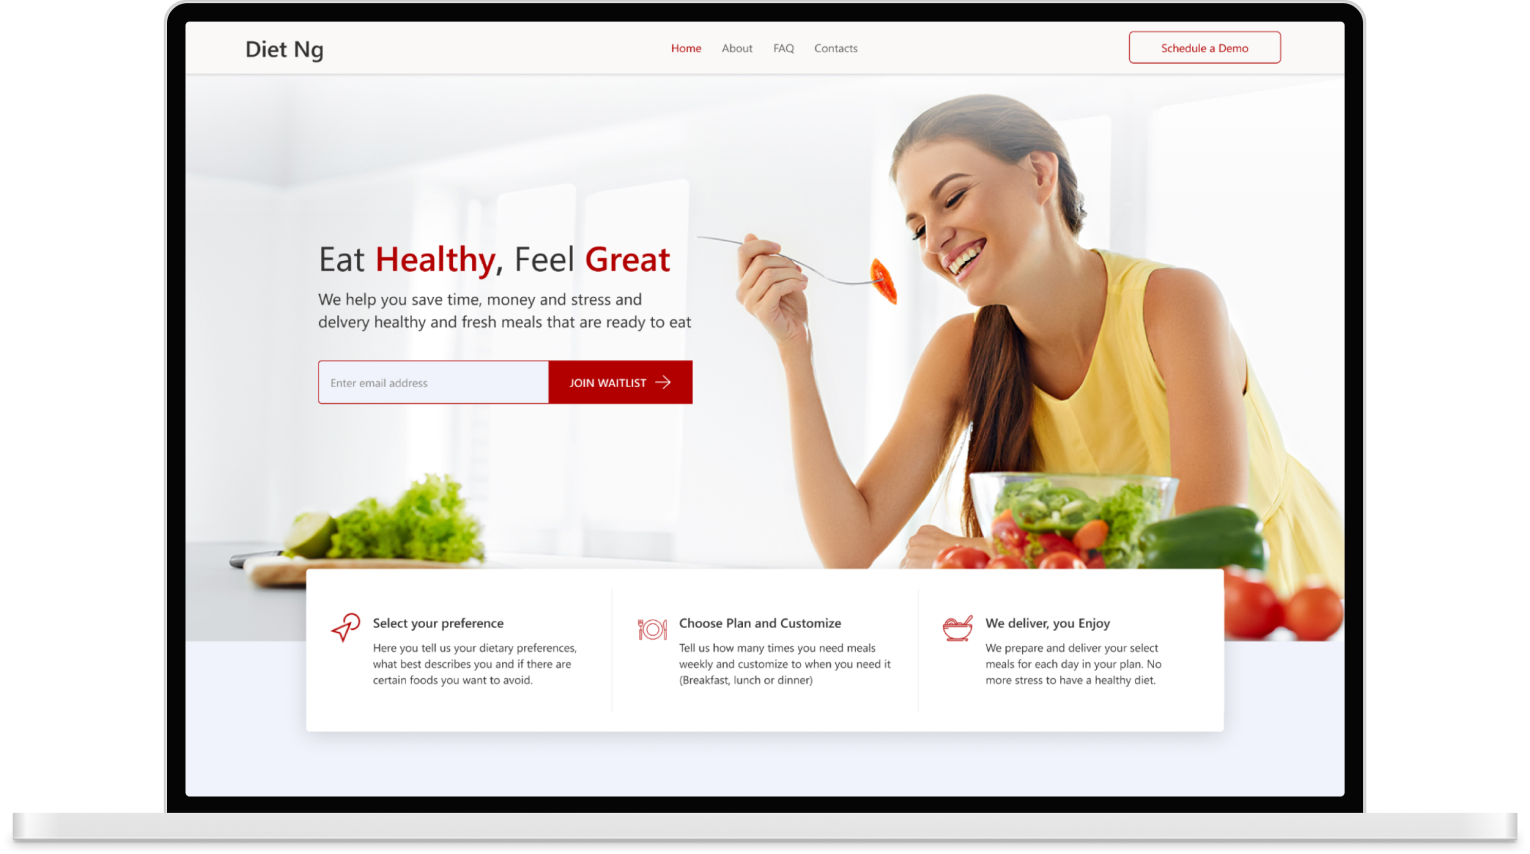 Diet Ng
Home About FAQ Contacts
Schedule a Demo
Eat Healthy, Feel Great
We help you save time, money and stress and
delvery healthy and fresh meals that are ready to eat
Enter email address
JOIN WAITLIST
Select your preference
Here you tell us your dietary preferences,
what best describes you and if there are
certain foods you want to avoid.
Choose Plan and Customize
Tell us how many times you need meals
weekly and customize to when you need it
(Breakfast, lunch or dinner)
We deliver, you Enjoy
We prepare and deliver your select
meals for each day in your plan. No
more stress to have a healthy diet.